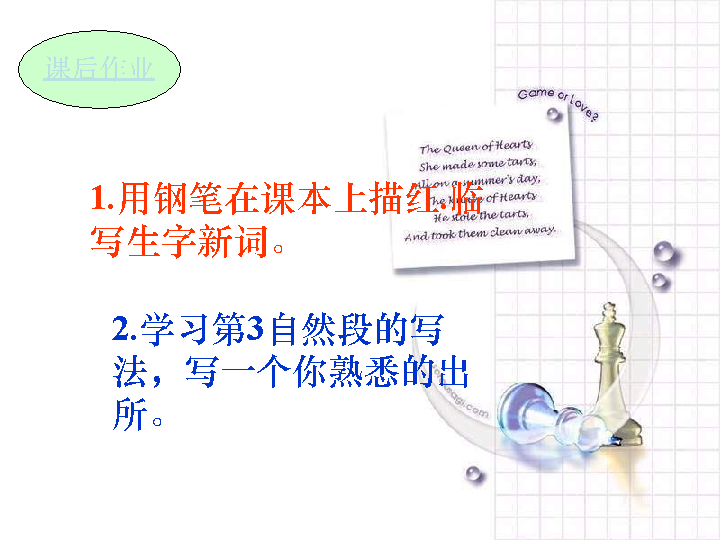 课后作业
Game or Love?
The Queen of Hearts
She made some tarts,
All on a summer's day,
The knave of Hearts
He stole the tarts,
And took them clean away.
1.用钢笔在课本上描红.临
写生字新词。
2.学习第3自然段的写
法，写一个你熟悉的出
所。